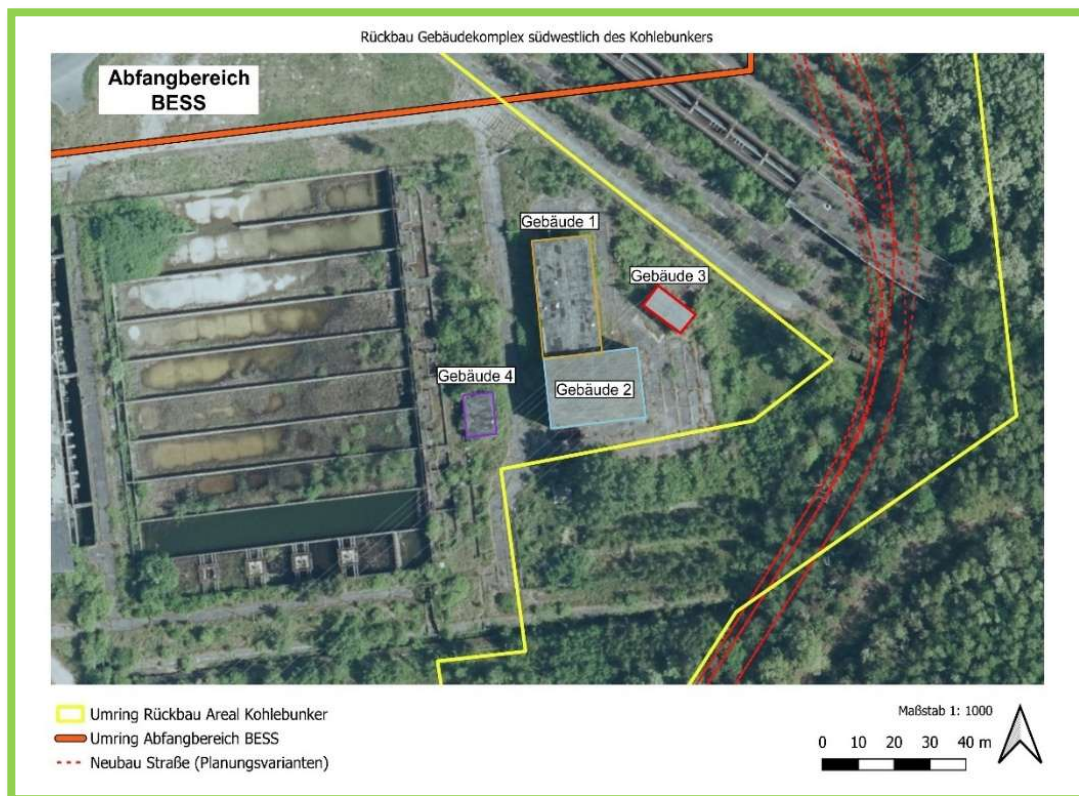 Rückbau Gebäudekomplex südwestlich des Kohlebunkers
Abfangbereich
BESS
Gebäude 1
Gebäude 3
Gebäude 4
Gebäude 2
Umring Rückbau Areal Kohlebunker
Umring Abfangbereich BESS
Neubau Straße (Planungsvarianten)
Maßstab 1: 1000
0 10 20 30 40 m